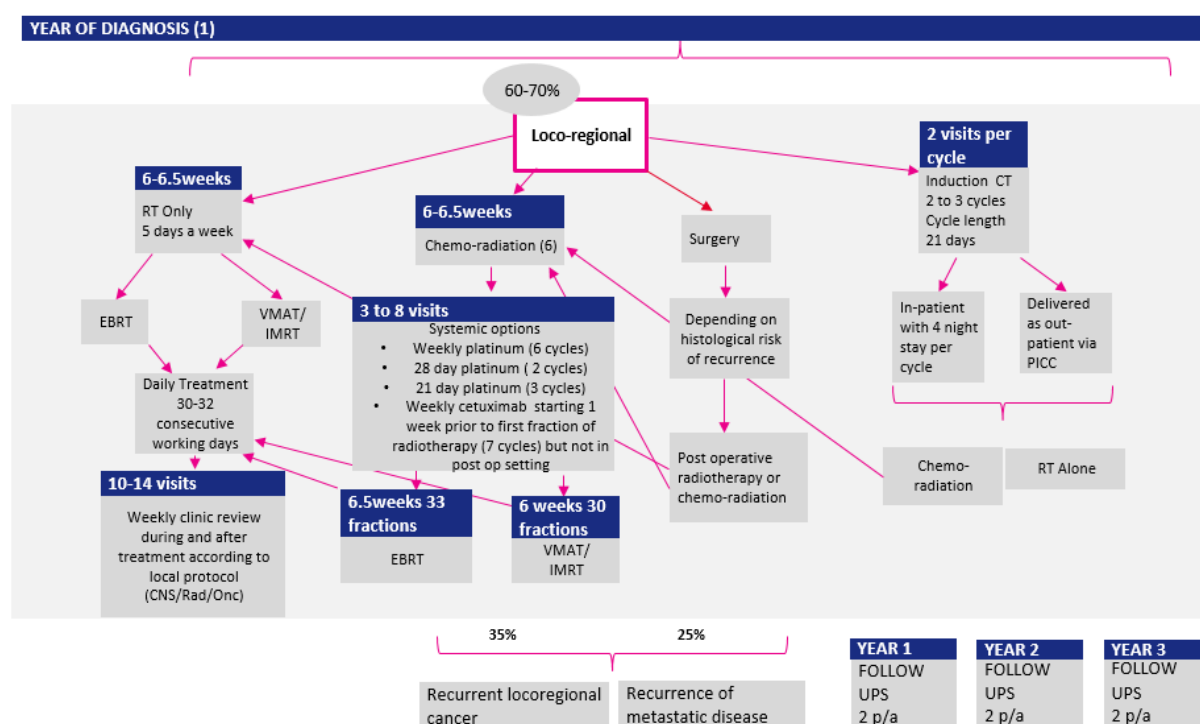 YEAR OF DIAGNOSIS (1)
60-70%
Loco-regional
6-6.5weeks
RT Only
5 days a week
EBRT
VMAT/
IMRT
Daily Treatment
30-32
consecutive
working days
10-14 visits
Weekly clinic review
during and after
treatment according to
local protocol
(CNS/Rad/Onc)
6-6.5weeks
Chemo-radiation (6)
3 to 8 visits
Systemic options
• Weekly platinum (6 cycles)
• 28 day platinum ( 2 cycles)
• 21 day platinum (3 cycles)
• Weekly cetuximab starting 1
week prior to first fraction of
radiotherapy (7 cycles) but not in
post op setting
6.5weeks 33
fractions
EBRT
6 weeks 30
fractions
VMAT/
IMRT
Surgery
Depending on
histological risk
of recurrence
Post operative
radiotherapy or
chemo-radiation
2 visits per
cycle
Induction CT
2 to 3 cycles
Cycle length
21 days
In-patient
with 4 night
stay per
cycle
Delivered
as out-
patient via
PICC
Chemo-
radiation
RT Alone
35%
25%
Recurrent locoregional
cancer
Recurrence of
metastatic disease
YEAR 1
FOLLOW
UPS
2 p/a
YEAR 2
FOLLOW
UPS
2 p/a
YEAR 3
FOLLOW
UPS
2 p/a